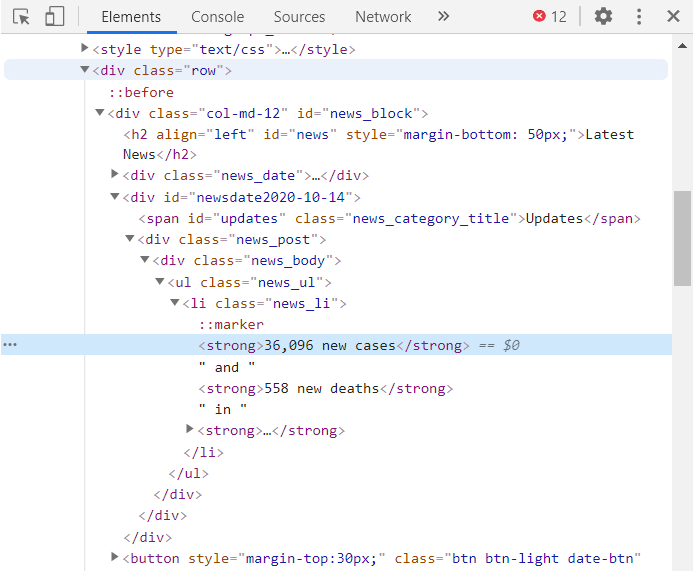 Elements Console Sources Network » 12
<style type="text/css">…</style>
<div class="row">
::before
<div class="col-md-12" id="news_block">
<h2 align="left" id="news" style="margin-bottom: 50px;">Latest
News</h2>
<div class="news_date">…</div>
<div id="newsdate2020-10-14">
<span id="updates" class="news_category_title">Updates</span>
<div class="news_post">
<div class="news_body">
<ul class="news_ul">
<li class="news_li">
::marker
<strong>36,096 new cases</strong> == $0
" and "
<strong>558 new deaths</strong>
" in "
<strong>…</strong>
</li>
</ul>
</div>
</div>
</div>
<button style="margin-top:30px;" class="btn btn-light date-btn"